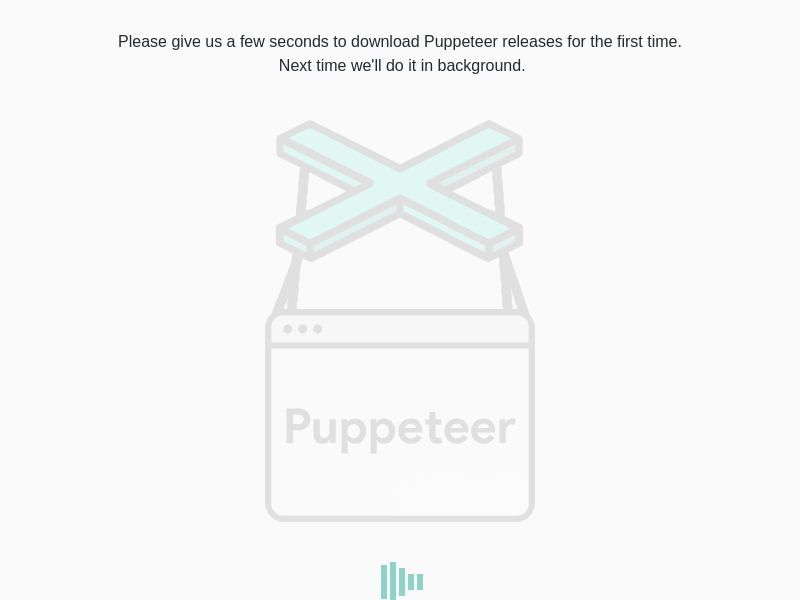 Please give us a few seconds to download Puppeteer releases for the first time.
Next time we'll do it in background.
Puppeteer